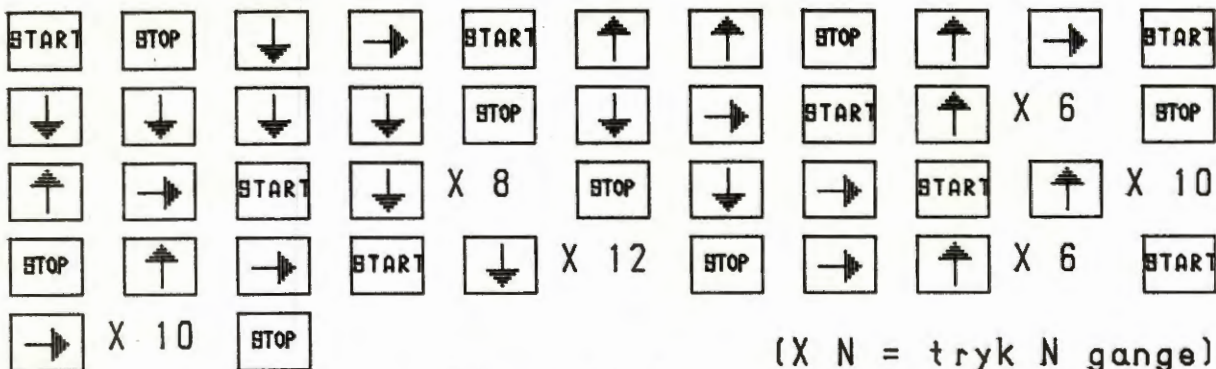 START STOP START STOP START
STOP START X 6 STOP
START X 8 STOP START X 10
STOP START X 12 STOP X 6 START
X 10 STOP
(X N = tryk N gange)